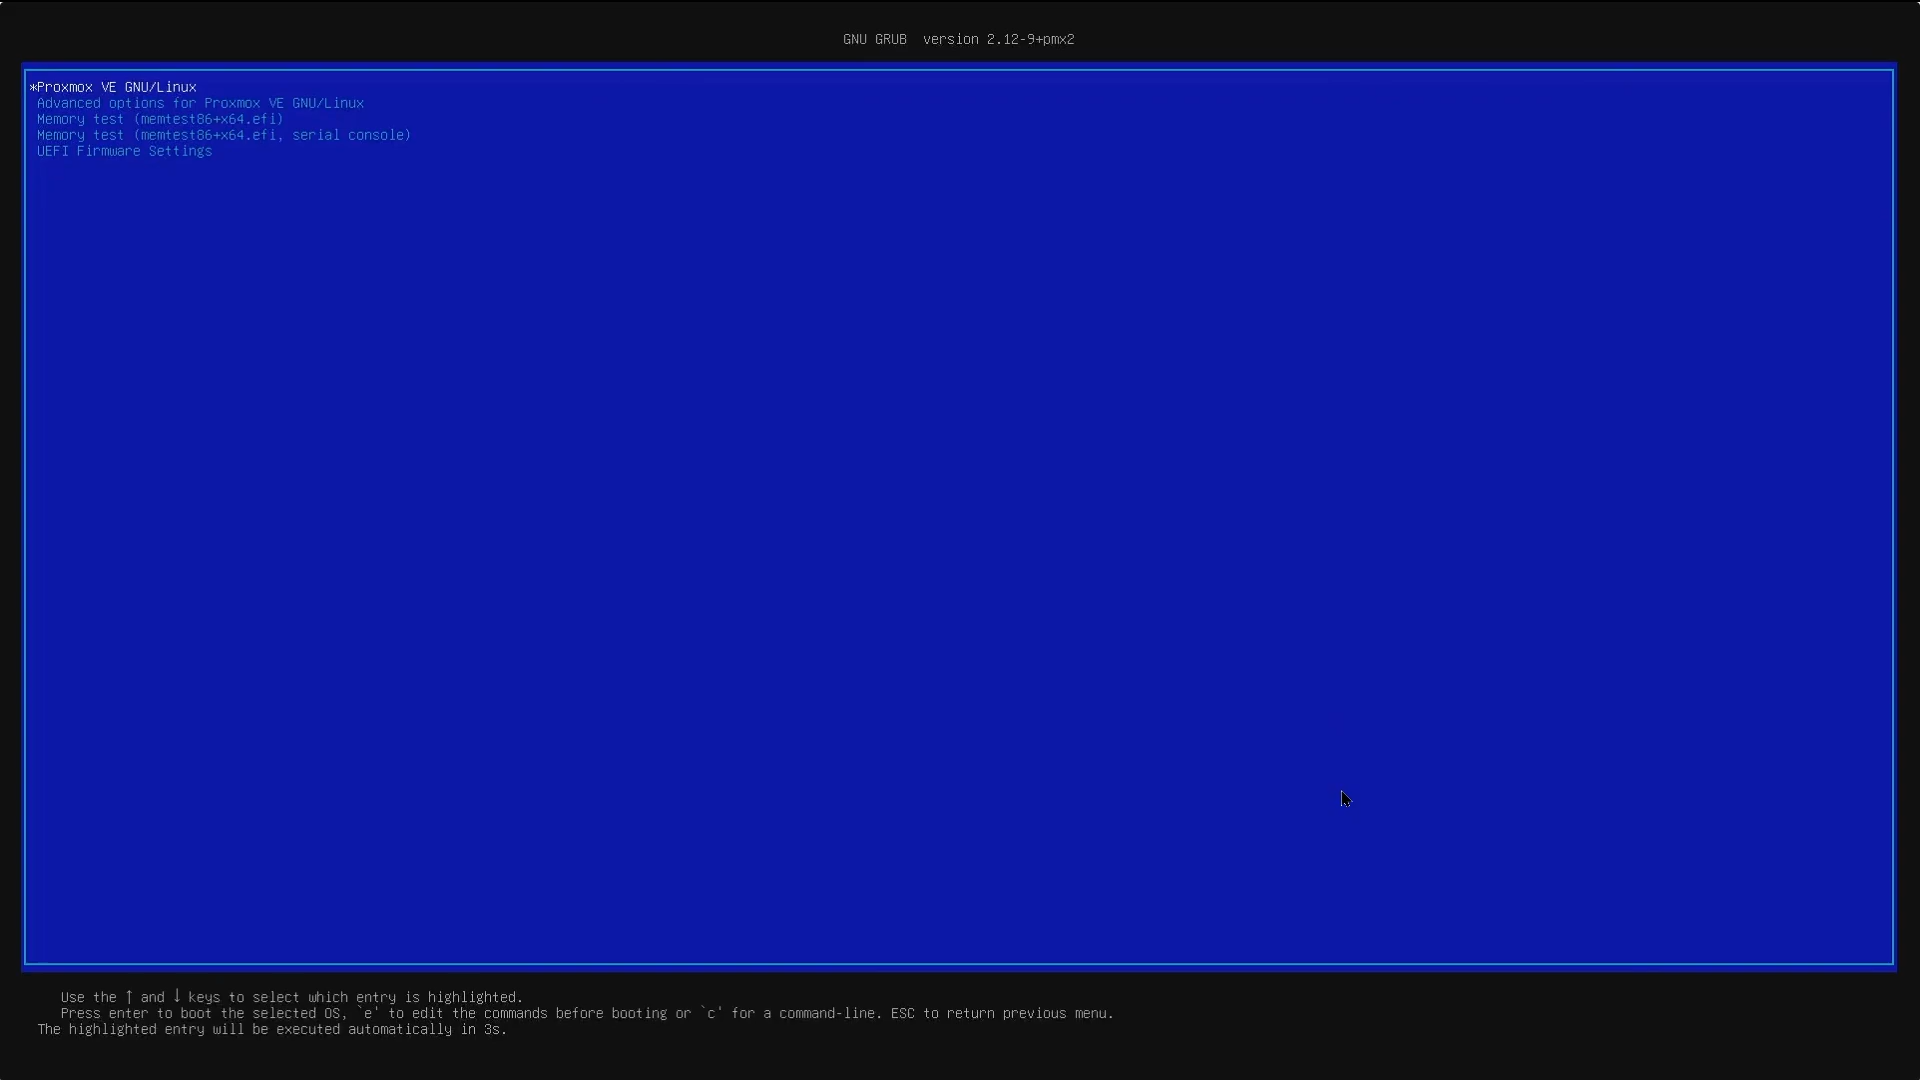 GNU GRUB  version 2.12-9+pmx2
*Proxmox VE GNU/Linux
Advanced options for Proxmox VE GNU/Linux
Memory test (memtest86+x64.efi)
Memory test (memtest86+x64.efi, serial console)
UEFI Firmware Settings
Use the ↑ and ↓ keys to select which entry is highlighted.
Press enter to boot the selected OS, `e' to edit the commands before booting or `c' for a command-line. ESC to return previous menu.
The highlighted entry will be executed automatically in 3s.